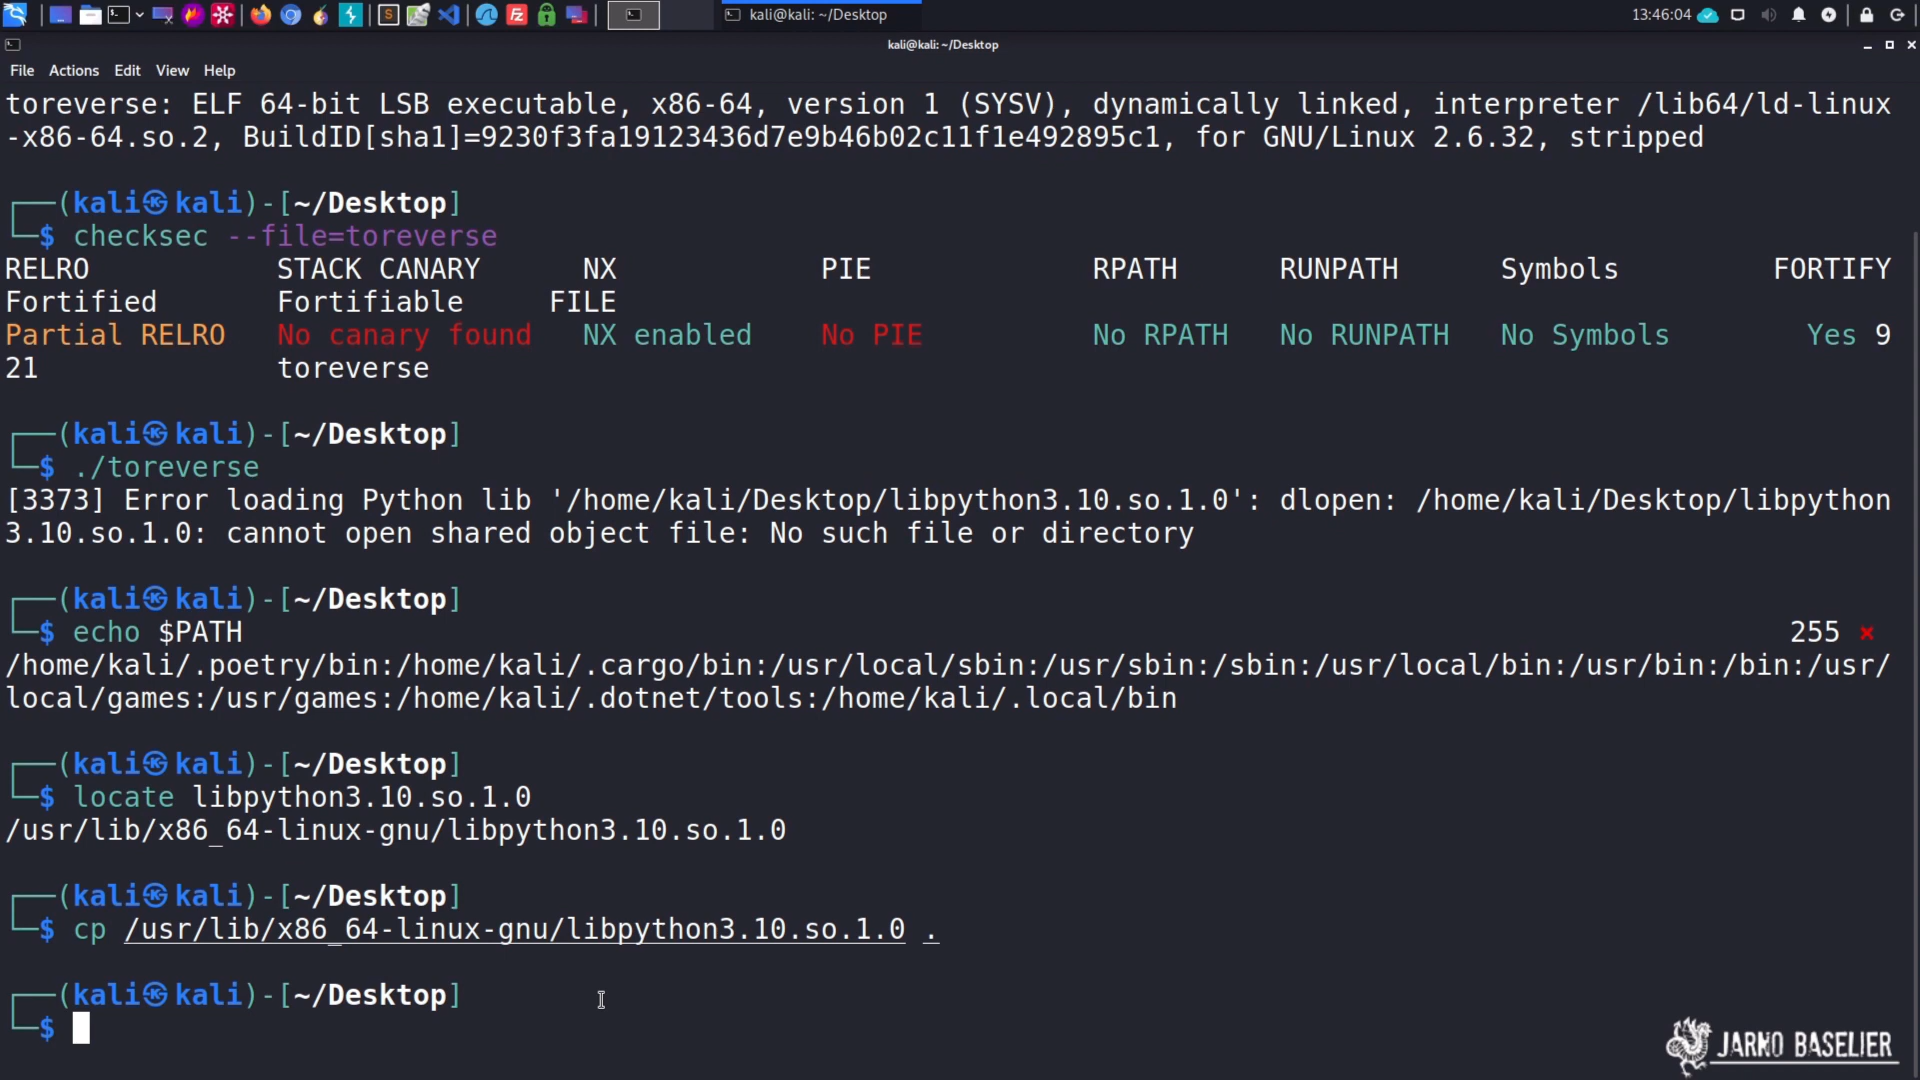 kali@kali: ~/Desktop
13:46:04
kali@kali: ~/Desktop
File Actions Edit View Help
toreverse: ELF 64-bit LSB executable, x86-64, version 1 (SYSV), dynamically linked, interpreter /lib64/ld-linux
-x86-64.so.2, BuildID[sha1]=9230f3fa19123436d7e9b46b02c11f1e492895c1, for GNU/Linux 2.6.32, stripped
┌──(kali㉿kali)-[~/Desktop]
└─$ checksec --file=toreverse
RELRO STACK CANARY NX PIE RPATH RUNPATH Symbols FORTIFY
Fortified Fortifiable FILE
Partial RELRO No canary found NX enabled No PIE No RPATH No RUNPATH No Symbols Yes 9
21 toreverse
┌──(kali㉿kali)-[~/Desktop]
└─$ ./toreverse
[3373] Error loading Python lib '/home/kali/Desktop/libpython3.10.so.1.0': dlopen: /home/kali/Desktop/libpython
3.10.so.1.0: cannot open shared object file: No such file or directory
┌──(kali㉿kali)-[~/Desktop]
└─$ echo $PATH 255 ⨯
/home/kali/.poetry/bin:/home/kali/.cargo/bin:/usr/local/sbin:/usr/sbin:/sbin:/usr/local/bin:/usr/bin:/bin:/usr/
local/games:/usr/games:/home/kali/.dotnet/tools:/home/kali/.local/bin
┌──(kali㉿kali)-[~/Desktop]
└─$ locate libpython3.10.so.1.0
/usr/lib/x86_64-linux-gnu/libpython3.10.so.1.0
┌──(kali㉿kali)-[~/Desktop]
└─$ cp /usr/lib/x86_64-linux-gnu/libpython3.10.so.1.0 .
┌──(kali㉿kali)-[~/Desktop]
└─$
JARNO BASELIER